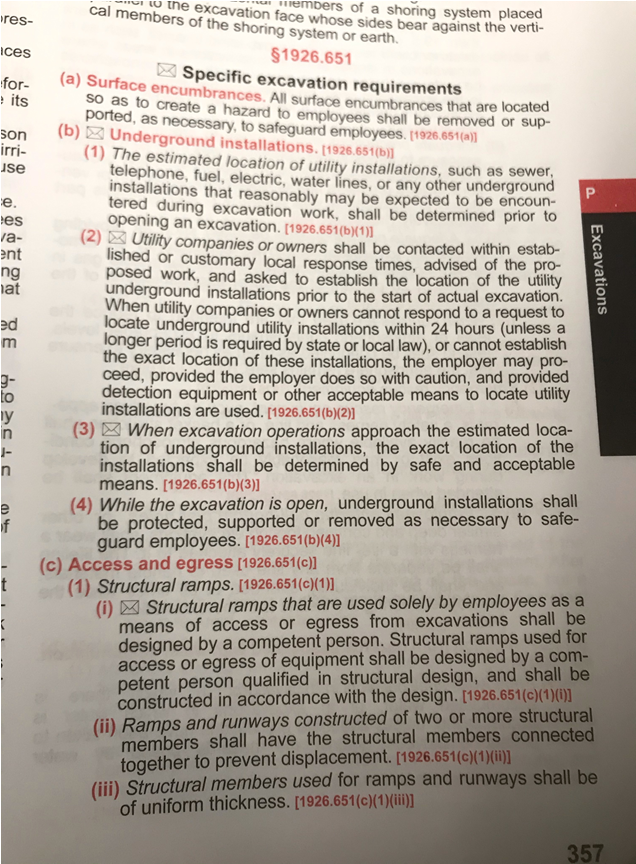 to the excavation face whose sides bear against the verti-
members of a shoring system placed
cal members of the shoring system or earth.
§1926.651
Specific excavation requirements
(a) Surface encumbrances. All surface encumbrances that are located
so as to create a hazard to employees shall be removed or sup-
ported, as necessary, to safeguard employees. [1926.651(a)]
(b) Underground installations. [1926.651(b)]
(1) The estimated location of utility installations, such as sewer,
telephone, fuel, electric, water lines, or any other underground
installations that reasonably may be expected to be encoun-
tered during excavation work, shall be determined prior to
opening an excavation. [1926.651(b)(1)]
(2) Utility companies or owners shall be contacted within estab-
lished or customary local response times, advised of the pro-
posed work, and asked to establish the location of the utility
underground installations prior to the start of actual excavation.
When utility companies or owners cannot respond to a request to
locate underground utility installations within 24 hours (unless a
longer period is required by state or local law), or cannot establish
the exact location of these installations, the employer may pro-
ceed, provided the employer does so with caution, and provided
detection equipment or other acceptable means to locate utility
installations are used. [1926.651(b)(2)]
(3) When excavation operations approach the estimated loca-
tion of underground installations, the exact location of the
installations shall be determined by safe and acceptable
means. [1926.651(b)(3)]
(4) While the excavation is open, underground installations shall
be protected, supported or removed as necessary to safe-
guard employees. [1926.651(b)(4)]
(c) Access and egress [1926.651(c)]
(1) Structural ramps. [1926.651(c)(1)]
(i) Structural ramps that are used solely by employees as a
means of access or egress from excavations shall be
designed by a competent person. Structural ramps used for
access or egress of equipment shall be designed by a com-
petent person qualified in structural design, and shall be
constructed in accordance with the design. [1926.651(c)(1)(i)]
(ii) Ramps and runways constructed of two or more structural
members shall have the structural members connected
together to prevent displacement. [1926.651(c)(1)(ii)]
(iii) Structural members used for ramps and runways shall be
of uniform thickness. [1926.651(c)(1)(iii)]
357
P
Excavations